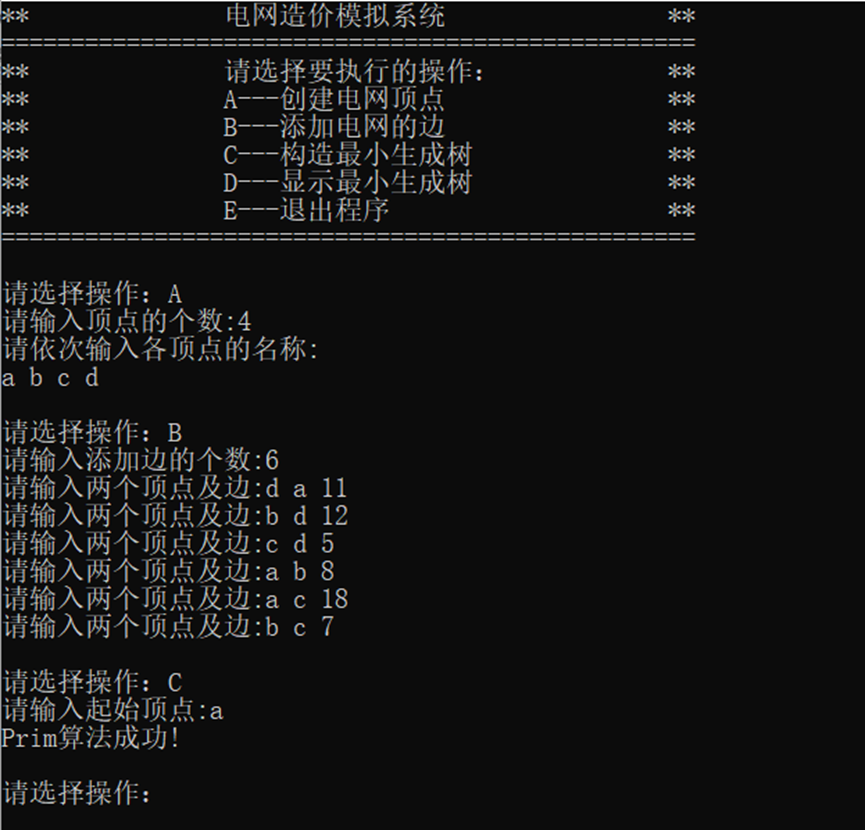 ** 电网造价模拟系统 **
==================================================
** 请选择要执行的操作: **
** A---创建电网顶点 **
** B---添加电网的边 **
** C---构造最小生成树 **
** D---显示最小生成树 **
** E---退出程序 **
==================================================
请选择操作：A
请输入顶点的个数:4
请依次输入各顶点的名称:
a b c d
请选择操作：B
请输入添加边的个数:6
请输入两个顶点及边:d a 11
请输入两个顶点及边:b d 12
请输入两个顶点及边:c d 5
请输入两个顶点及边:a b 8
请输入两个顶点及边:a c 18
请输入两个顶点及边:b c 7
请选择操作：C
请输入起始顶点:a
Prim算法成功!
请选择操作：